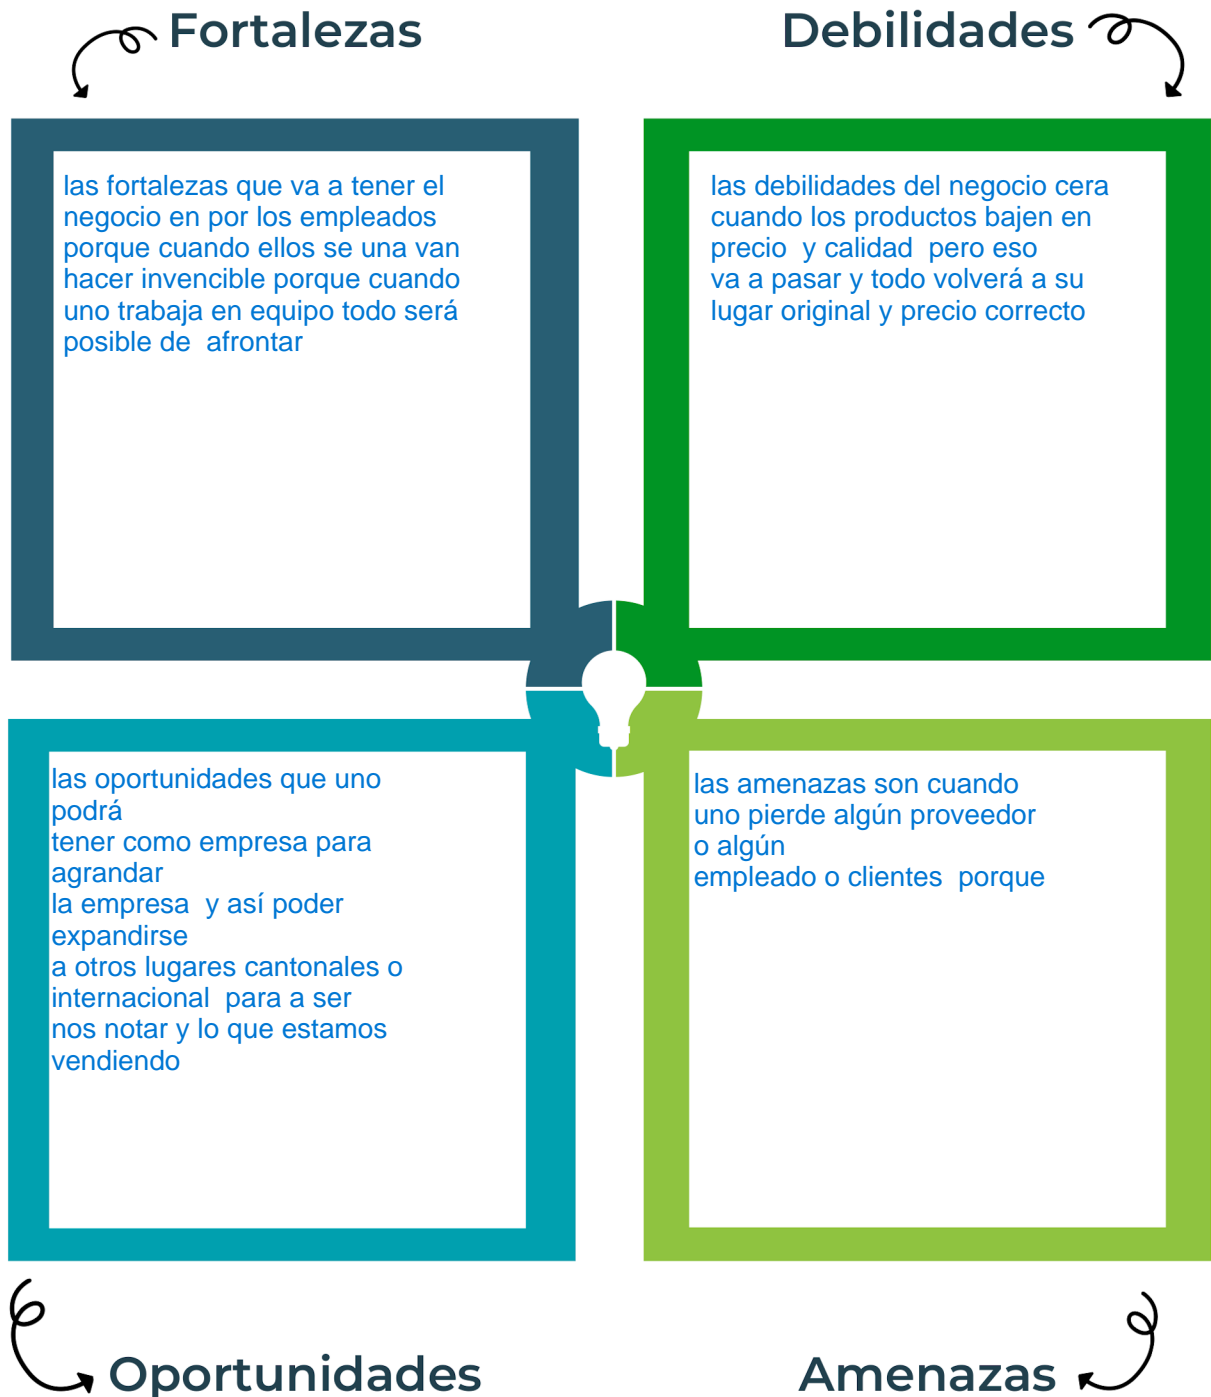 Fortalezas
las fortalezas que va a tener el
negocio en por los empleados
porque cuando ellos se una van
hacer invencible porque cuando
uno trabaja en equipo todo será
posible de  afrontar
Debilidades
las debilidades del negocio cera
cuando los productos bajen en
precio  y calidad  pero eso
va a pasar y todo volverá a su
lugar original y precio correcto
las oportunidades que uno
podrá
tener como empresa para
agrandar
la empresa  y así poder
expandirse
a otros lugares cantonales o
internacional  para a ser
nos notar y lo que estamos
vendiendo
Oportunidades
las amenazas son cuando
uno pierde algún proveedor
o algún
empleado o clientes  porque
Amenazas